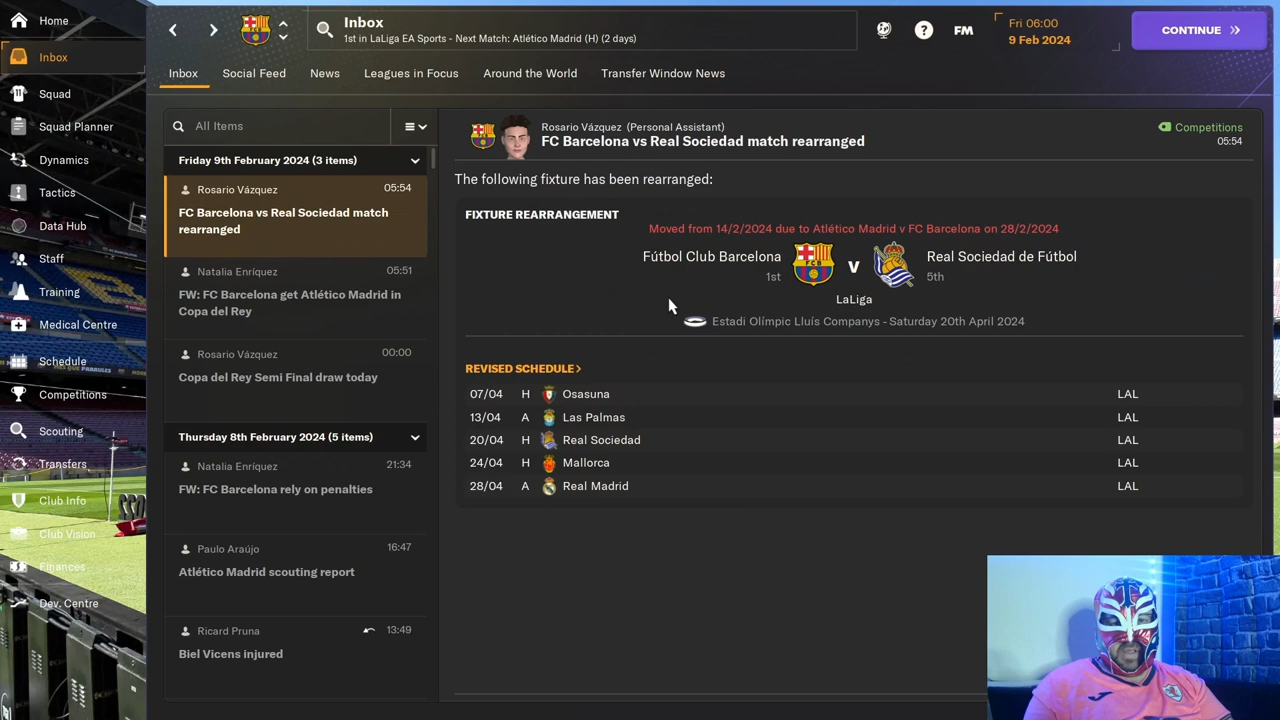 Home
Inbox
Squad
Squad Planner
Dynamics
Tactics
Data Hub
Staff
Training
Medical Centre
Schedule
Competitions
Scouting
Transfers
Club Info
Club Vision
Finances
Dev. Centre
Inbox
1st in LaLiga EA Sports - Next Match: Atlético Madrid (H) (2 days)
?
FM
Fri 06:00
9 Feb 2024
CONTINUE
Inbox
Social Feed
News
Leagues in Focus
Around the World
Transfer Window News
All Items
Friday 9th February 2024 (3 items)
Rosario Vázquez 05:54
FC Barcelona vs Real Sociedad match
rearranged
Natalia Enríquez 05:51
FW: FC Barcelona get Atlético Madrid in
Copa del Rey
Rosario Vázquez 00:00
Copa del Rey Semi Final draw today
Thursday 8th February 2024 (5 items)
Natalia Enríquez 21:34
FW: FC Barcelona rely on penalties
Paulo Araújo 16:47
Atlético Madrid scouting report
Ricard Pruna 13:49
Biel Vicens injured
Rosario Vázquez (Personal Assistant)
FC Barcelona vs Real Sociedad match rearranged
Competitions
05:54
The following fixture has been rearranged:
FIXTURE REARRANGEMENT
Moved from 14/2/2024 due to Atlético Madrid v FC Barcelona on 28/2/2024
Fútbol Club Barcelona v Real Sociedad de Fútbol
1st 5th
LaLiga
Estadi Olímpic Lluís Companys - Saturday 20th April 2024
REVISED SCHEDULE >
07/04 H Osasuna LAL
13/04 A Las Palmas LAL
20/04 H Real Sociedad LAL
24/04 H Mallorca LAL
28/04 A Real Madrid LAL